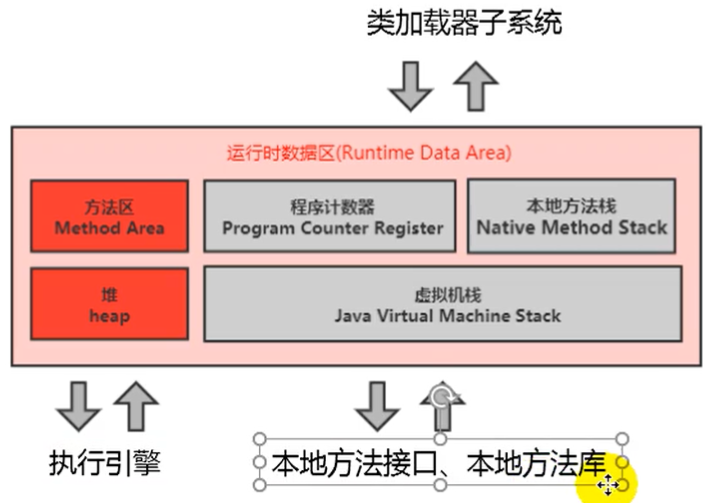 类加载器子系统
运行时数据区(Runtime Data Area)
方法区
Method Area
程序计数器
Program Counter Register
本地方法栈
Native Method Stack
堆
heap
虚拟机栈
Java Virtual Machine Stack
执行引擎
本地方法接口、本地方法库